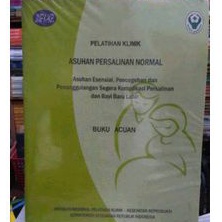 PELATIHAN KLINIK
ASUHAN PERSALINAN NORMAL
Asuhan Esensial, Pencegahan dan
Penanggulangan Segera Komplikasi Persalinan
dan Bayi Baru Lahir
BUKU ACUAN